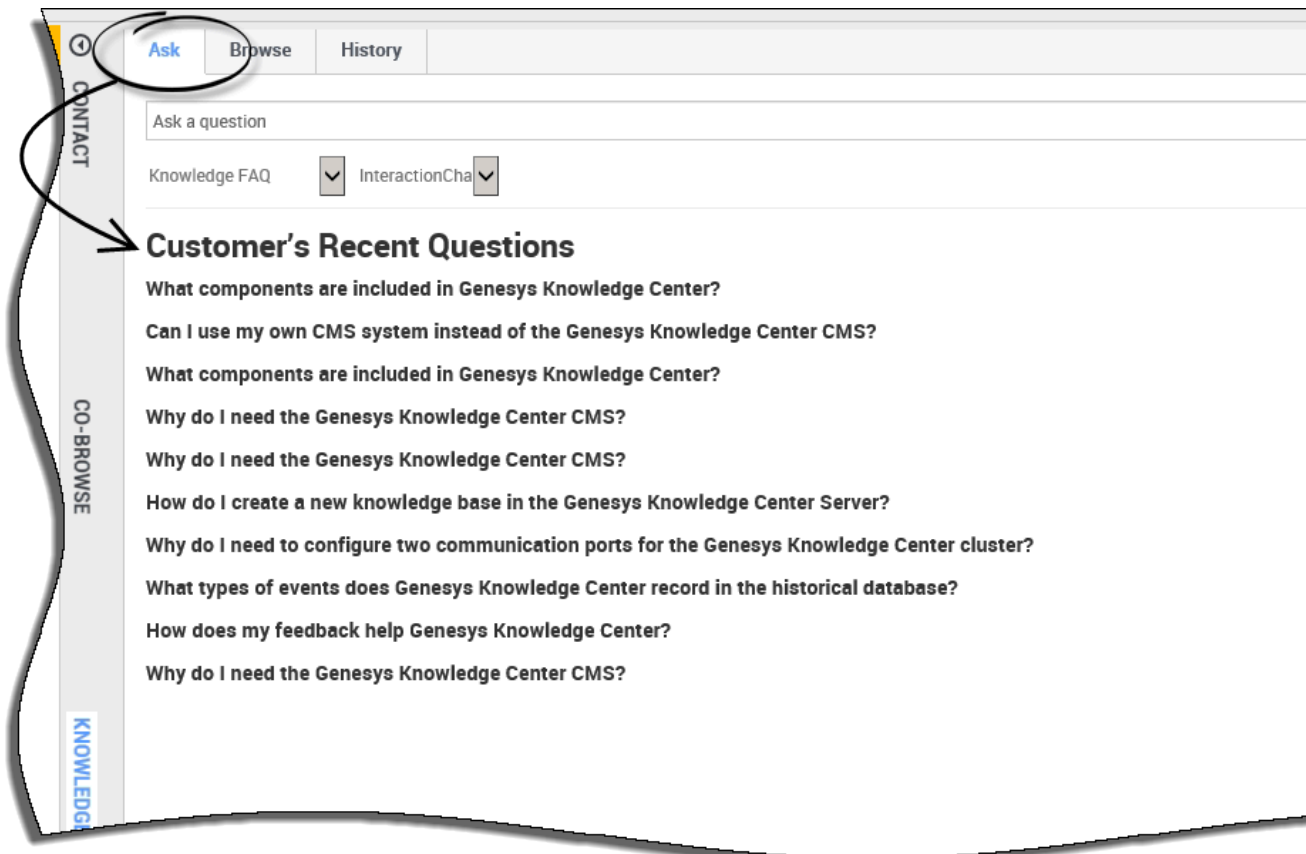 Ask Browse History
CONTACT
Ask a question
Knowledge FAQ InteractionCha
Customer's Recent Questions
What components are included in Genesys Knowledge Center?
Can I use my own CMS system instead of the Genesys Knowledge Center CMS?
What components are included in Genesys Knowledge Center?
Why do I need the Genesys Knowledge Center CMS?
CO-BROWSE
Why do I need the Genesys Knowledge Center CMS?
How do I create a new knowledge base in the Genesys Knowledge Center Server?
Why do I need to configure two communication ports for the Genesys Knowledge Center cluster?
What types of events does Genesys Knowledge Center record in the historical database?
How does my feedback help Genesys Knowledge Center?
Why do I need the Genesys Knowledge Center CMS?
KNOWLEDGE